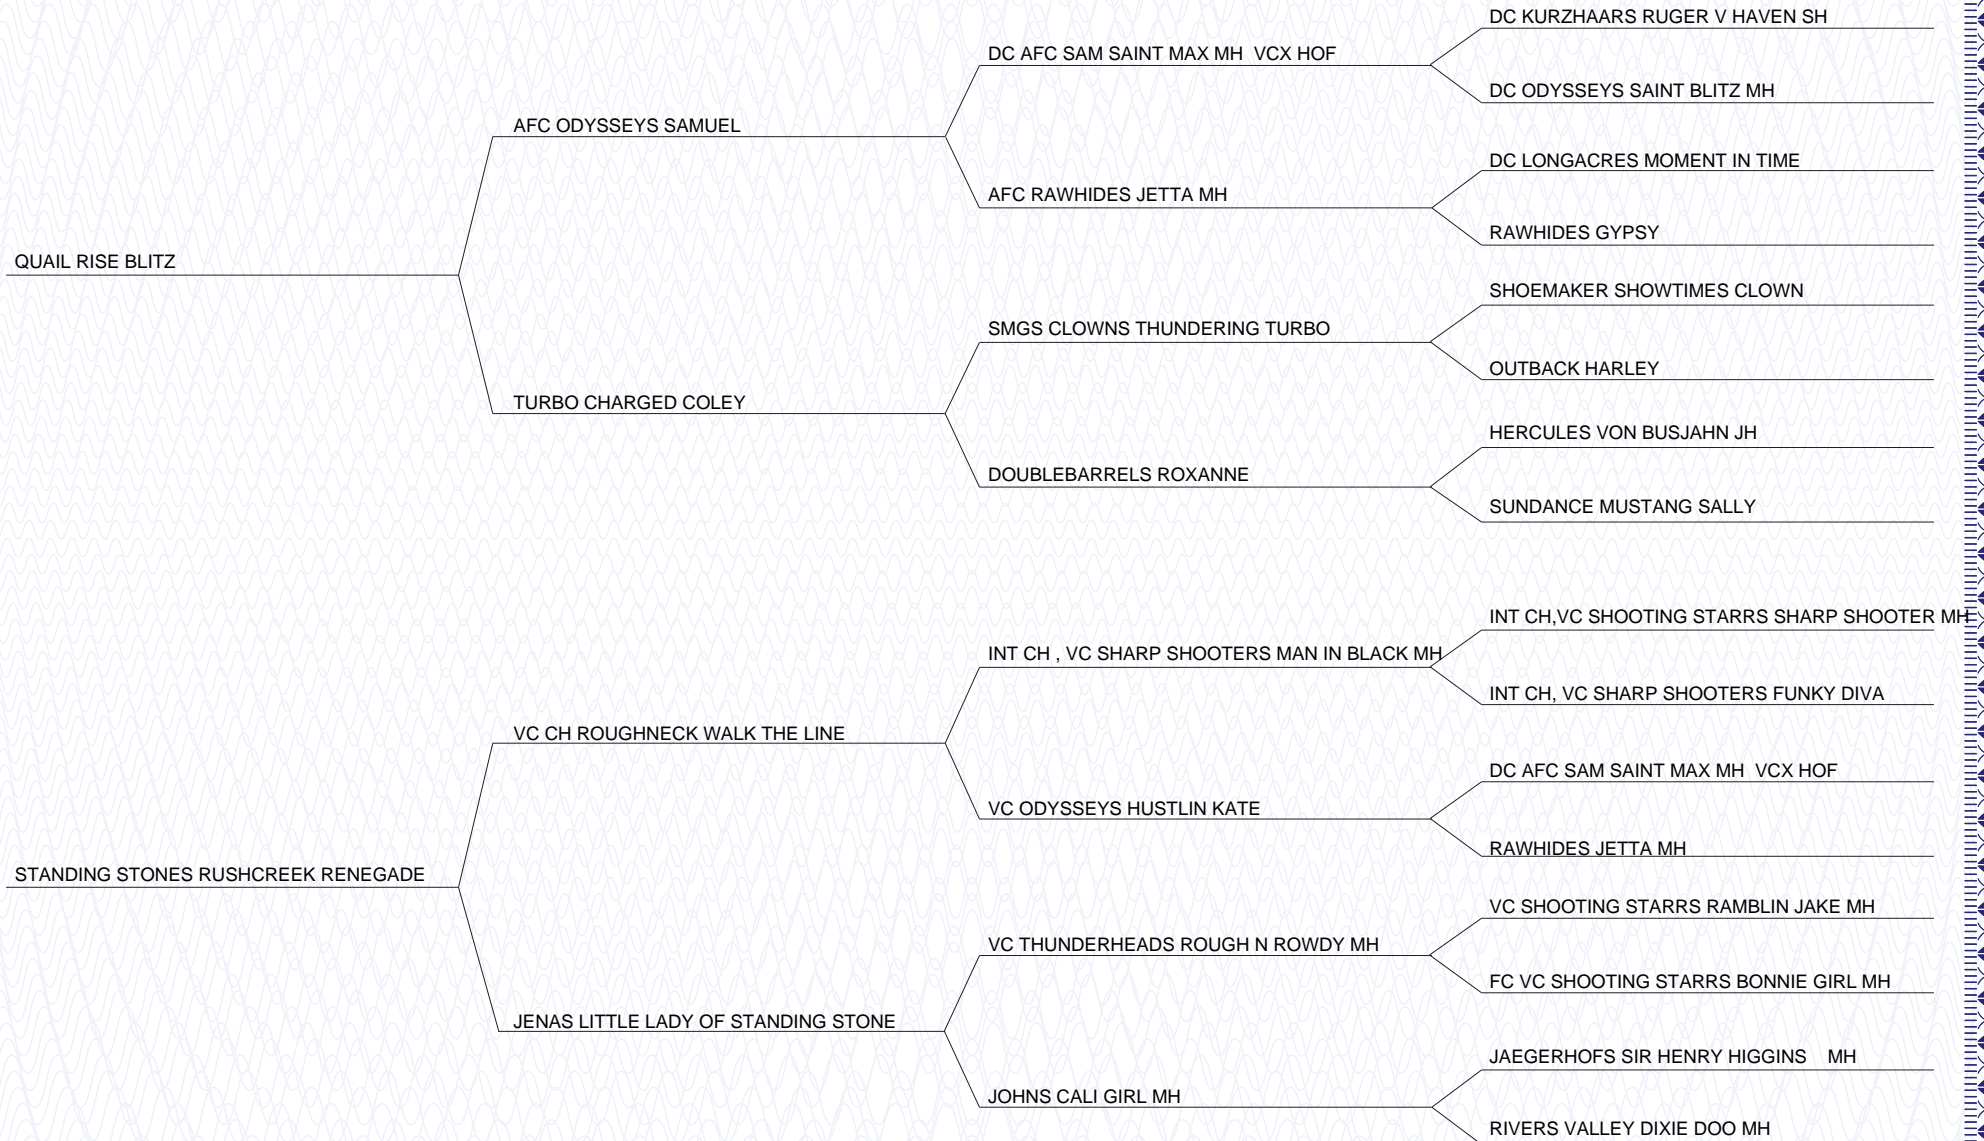 DC KURZHAARS RUGER V HAVEN SH
DC AFC SAM SAINT MAX MH  VCX HOF
DC ODYSSEYS SAINT BLITZ MH
AFC ODYSSEYS SAMUEL
DC LONGACRES MOMENT IN TIME
AFC RAWHIDES JETTA MH
RAWHIDES GYPSY
QUAIL RISE BLITZ
SHOEMAKER SHOWTIMES CLOWN
SMGS CLOWNS THUNDERING TURBO
OUTBACK HARLEY
TURBO CHARGED COLEY
HERCULES VON BUSJAHN JH
DOUBLEBARRELS ROXANNE
SUNDANCE MUSTANG SALLY
INT CH,VC SHOOTING STARRS SHARP SHOOTER MH
INT CH , VC SHARP SHOOTERS MAN IN BLACK MH
INT CH, VC SHARP SHOOTERS FUNKY DIVA
VC CH ROUGHNECK WALK THE LINE
DC AFC SAM SAINT MAX MH  VCX HOF
VC ODYSSEYS HUSTLIN KATE
RAWHIDES JETTA MH
STANDING STONES RUSHCREEK RENEGADE
VC SHOOTING STARRS RAMBLIN JAKE MH
VC THUNDERHEADS ROUGH N ROWDY MH
FC VC SHOOTING STARRS BONNIE GIRL MH
JENAS LITTLE LADY OF STANDING STONE
JAEGERHOFS SIR HENRY HIGGINS    MH
JOHNS CALI GIRL MH
RIVERS VALLEY DIXIE DOO MH